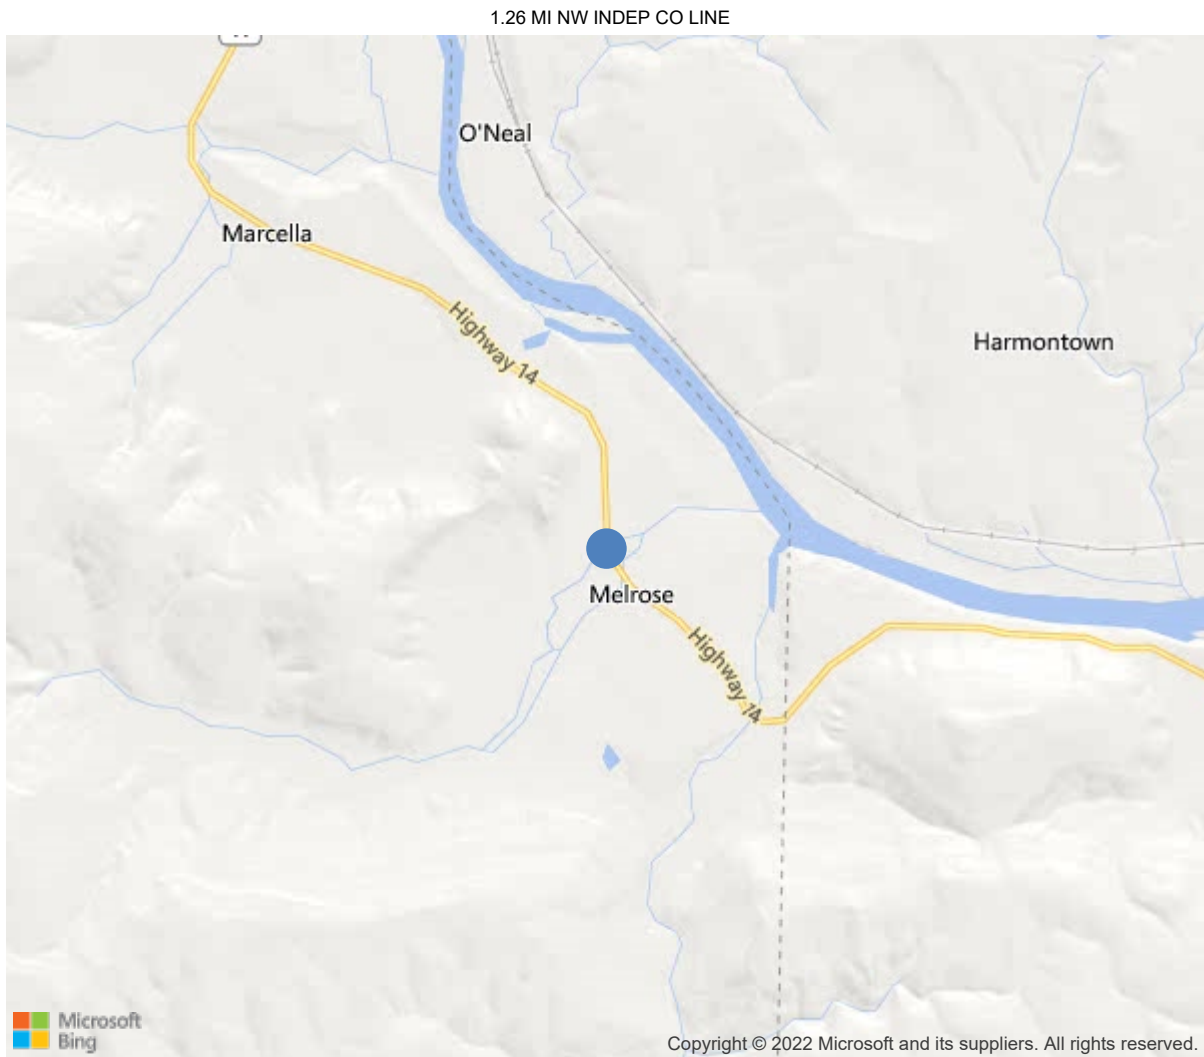 1.26 MI NW INDEP CO LINE
O'Neal
Marcella
Highway 14
Harmontown
Melrose
Highway 14
Microsoft
Bing
Copyright © 2022 Microsoft and its suppliers. All rights reserved.